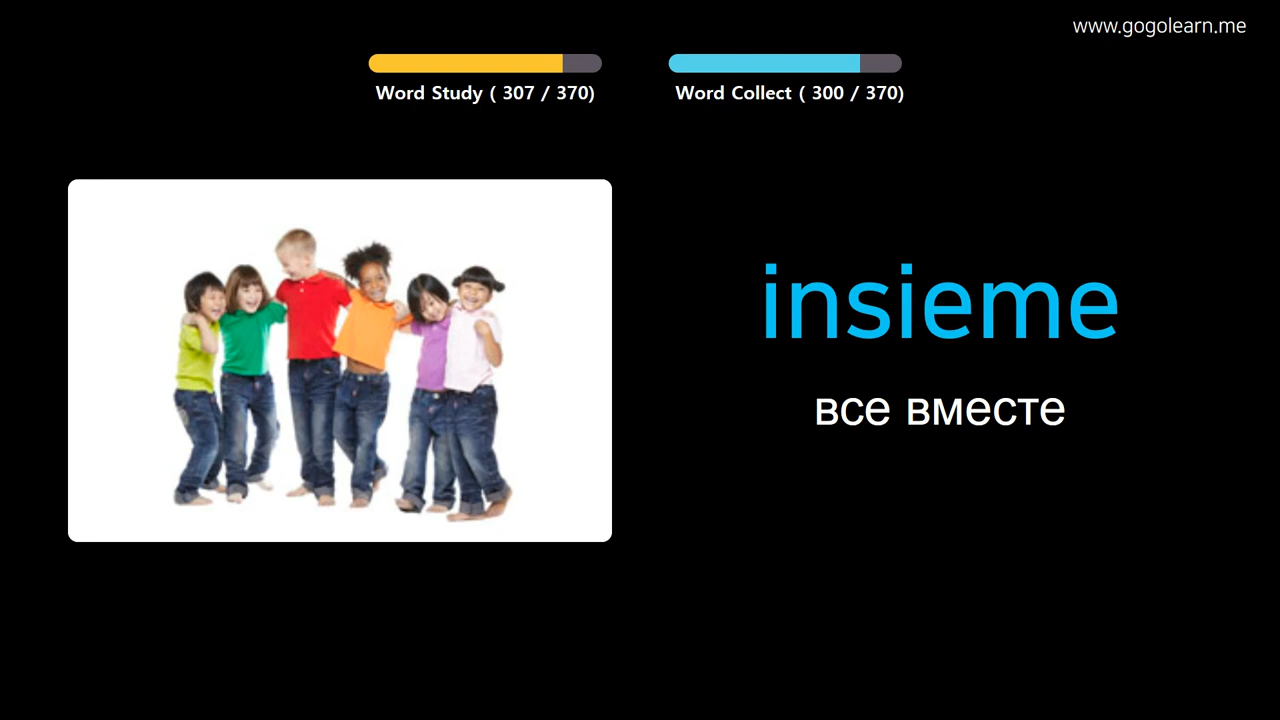 www.gogolearn.me
Word Study ( 307 / 370)
Word Collect ( 300 / 370)
insieme
все вместе